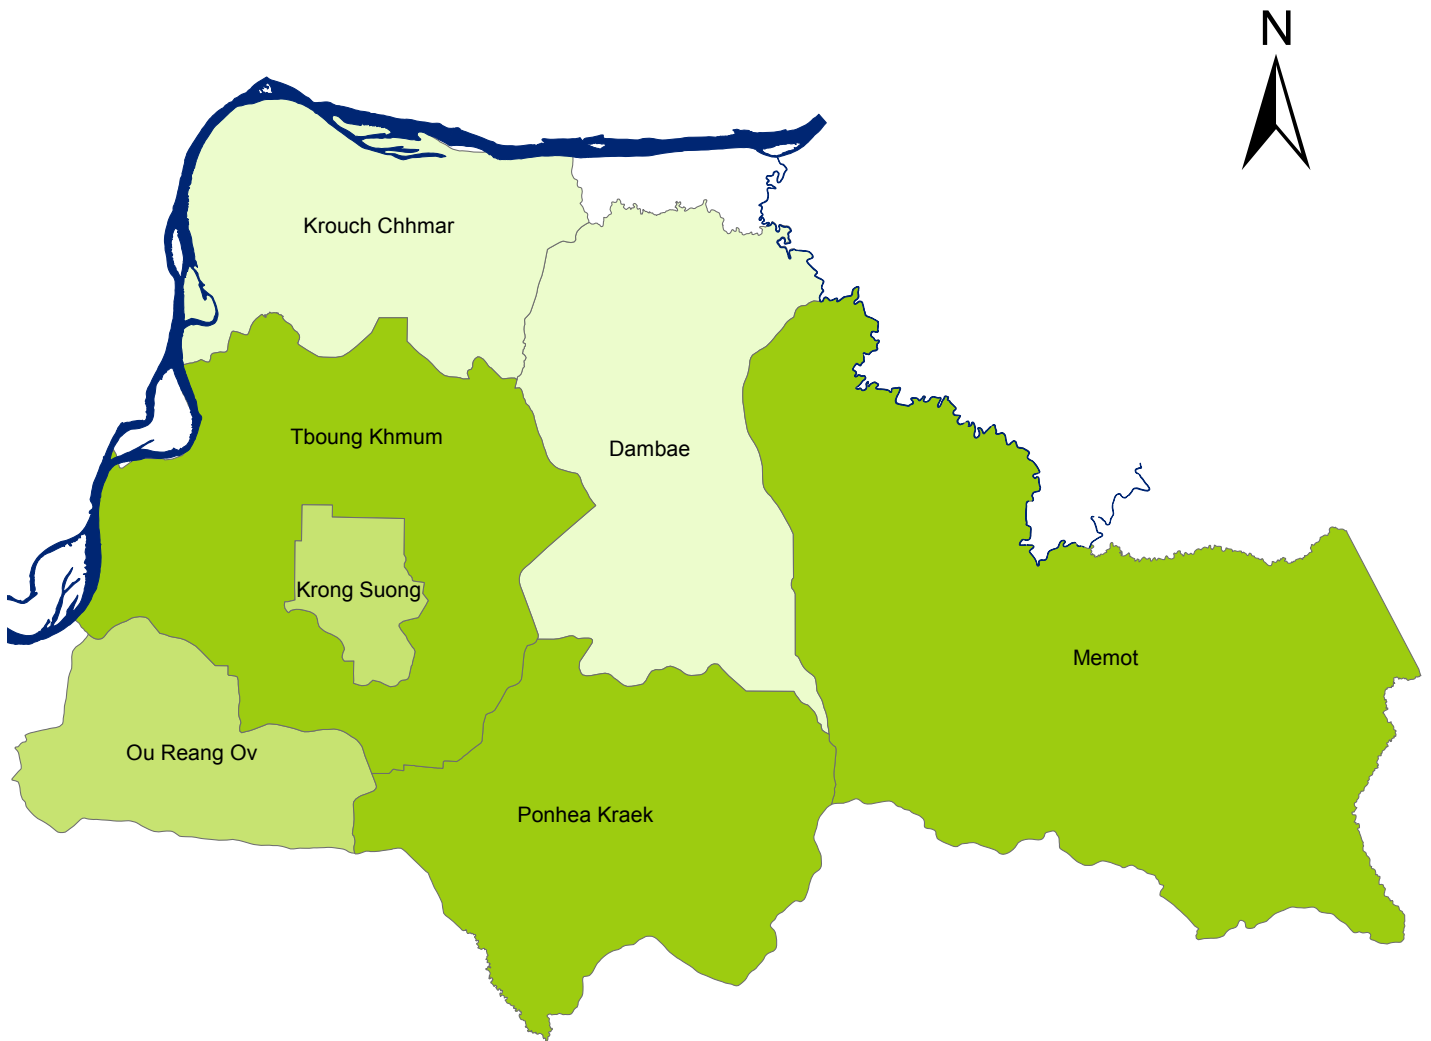 N
Krouch Chhmar
Tboung Khmum
Dambae
Krong Suong
Memot
Ou Reang Ov
Ponhea Kraek